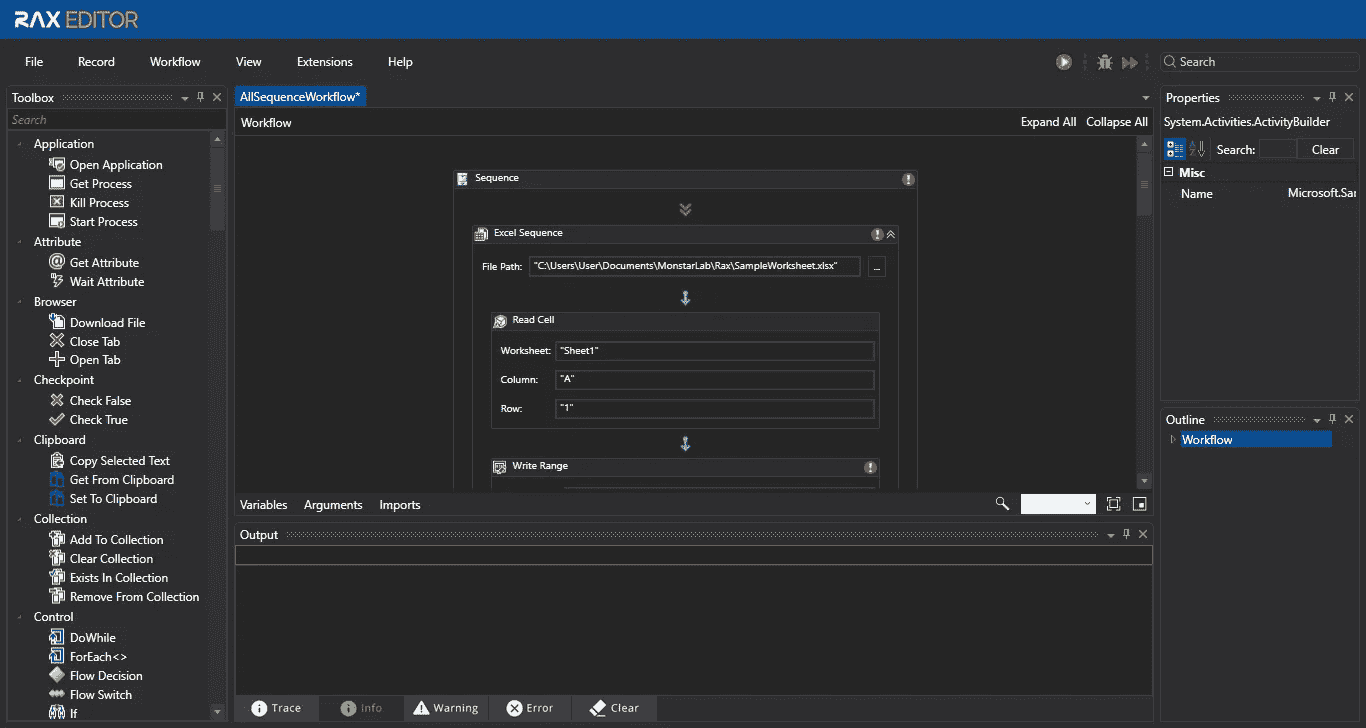 RAX EDITOR
File Record Workflow View Extensions Help Search
Toolbox
Search
Application
Open Application
Get Process
Kill Process
Start Process
Attribute
Get Attribute
Wait Attribute
Browser
Download File
Close Tab
Open Tab
Checkpoint
Check False
Check True
Clipboard
Copy Selected Text
Get From Clipboard
Set To Clipboard
Collection
Add To Collection
Clear Collection
Exists In Collection
Remove From Collection
Control
DoWhile
ForEach<>
Flow Decision
Flow Switch
If
AllSequenceWorkflow*
Workflow Expand All Collapse All
Sequence
Excel Sequence
File Path: "C:\Users\User\Documents\MonstarLab\Rax\SampleWorksheet.xlsx" ...
Read Cell
Worksheet: "Sheet1"
Column: "A"
Row: "1"
Write Range
Variables Arguments Imports
Output
Trace Info Warning Error Clear
Properties
System.Activities.ActivityBuilder
Search: Clear
Misc
Name Microsoft.Sa
Outline
Workflow